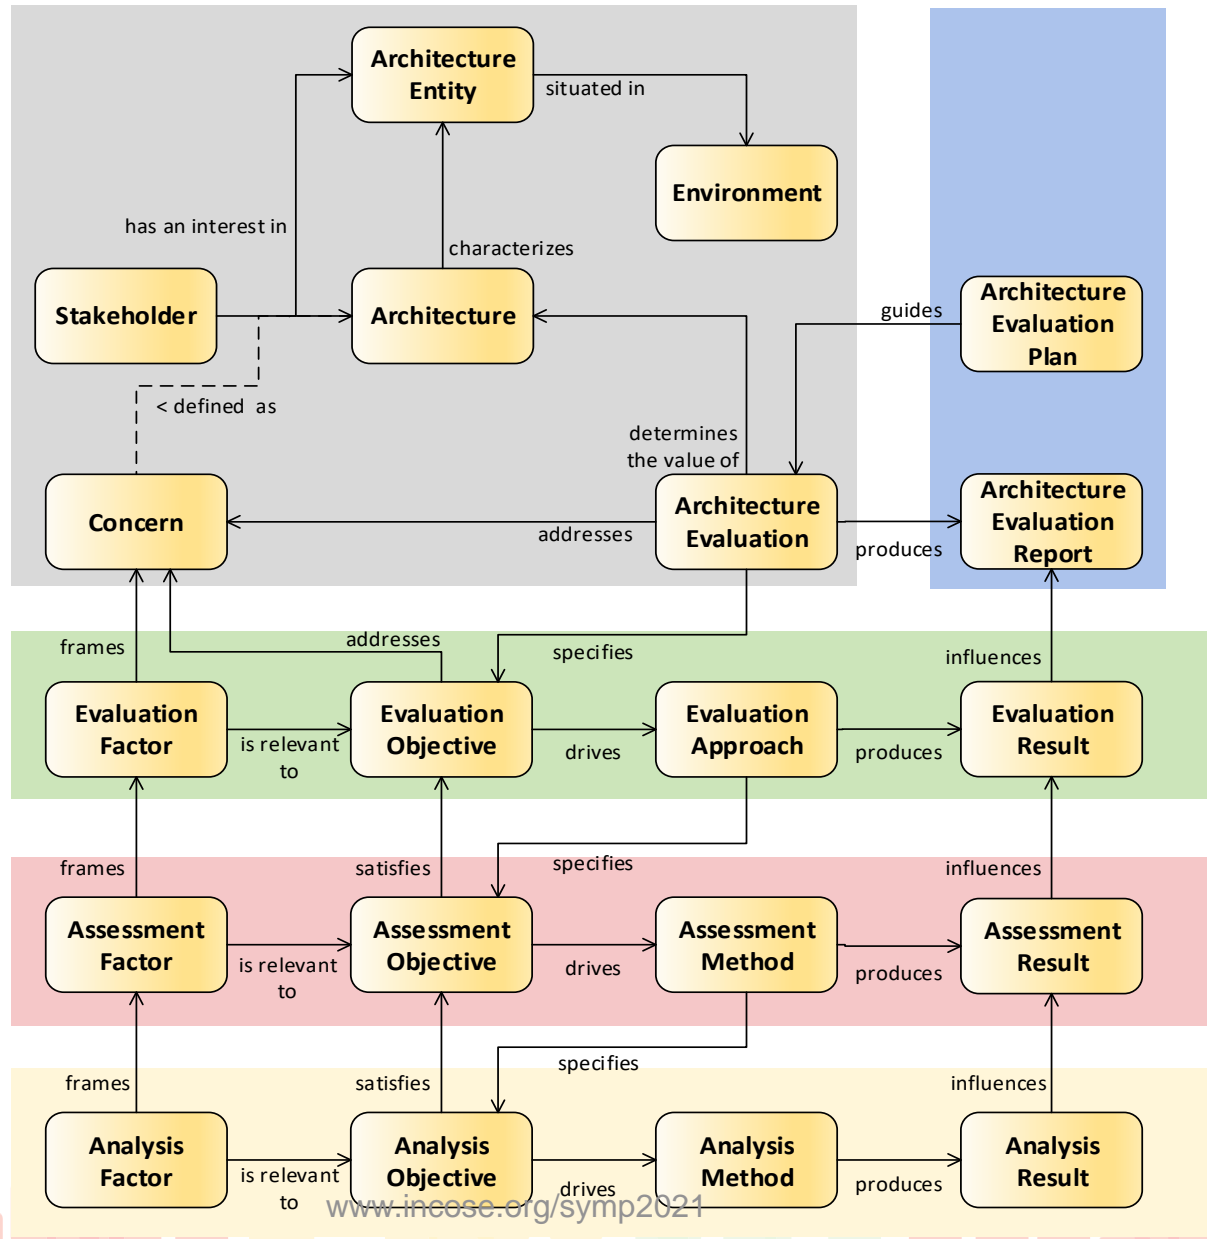 Architecture
Entity
situated in
Environment
has an interest in
characterizes
Stakeholder
Architecture
guides
Architecture
Evaluation
Plan
< defined  as
determines
the value of
Concern
addresses
Architecture
Evaluation
produces
Architecture
Evaluation
Report
frames
addresses
specifies
influences
Evaluation
Factor
is relevant
to
Evaluation
Objective
drives
Evaluation
Approach
produces
Evaluation
Result
frames
satisfies
specifies
influences
Assessment
Factor
is relevant
to
Assessment
Objective
drives
Assessment
Method
produces
Assessment
Result
frames
satisfies
specifies
influences
Analysis
Factor
is relevant
to
Analysis
Objective
drives
Analysis
Method
produces
Analysis
Result
www.incose.org/symp2021